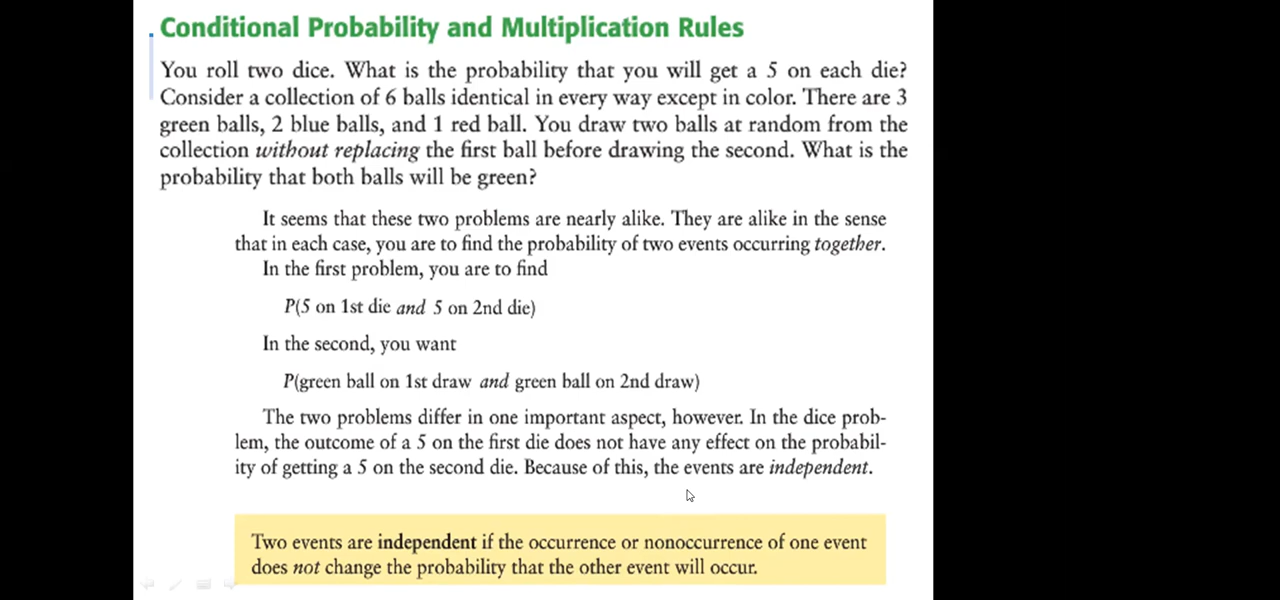 Conditional Probability and Multiplication Rules
You roll two dice. What is the probability that you will get a 5 on each die?
Consider a collection of 6 balls identical in every way except in color. There are 3
green balls, 2 blue balls, and 1 red ball. You draw two balls at random from the
collection without replacing the first ball before drawing the second. What is the
probability that both balls will be green?
It seems that these two problems are nearly alike. They are alike in the sense
that in each case, you are to find the probability of two events occurring together.
In the first problem, you are to find
P(5 on 1st die and 5 on 2nd die)
In the second, you want
P(green ball on 1st draw and green ball on 2nd draw)
The two problems differ in one important aspect, however. In the dice prob-
lem, the outcome of a 5 on the first die does not have any effect on the probabil-
ity of getting a 5 on the second die. Because of this, the events are independent.
Two events are independent if the occurrence or nonoccurrence of one event
does not change the probability that the other event will occur.